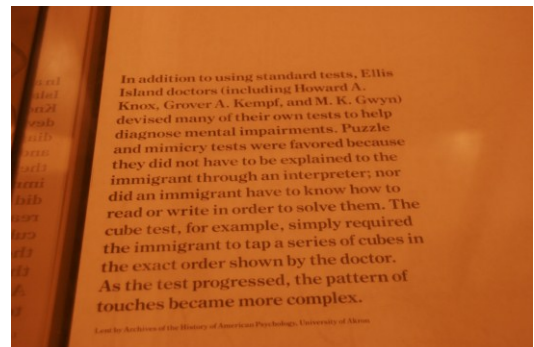 In addition to using standard tests, Ellis
Island doctors (including Howard A.
Knox, Grover A. Kempf, and M. K. Gwyn)
devised many of their own tests to help
diagnose mental impairments. Puzzle
and mimicry tests were favored because
they did not have to be explained to the
immigrant through an interpreter; nor
did an immigrant have to know how to
read or write in order to solve them. The
cube test, for example, simply required
the immigrant to tap a series of cubes in
the exact order shown by the doctor.
As the test progressed, the pattern of
touches became more complex.
Lent by Archives of the History of American Psychology, University of Akron